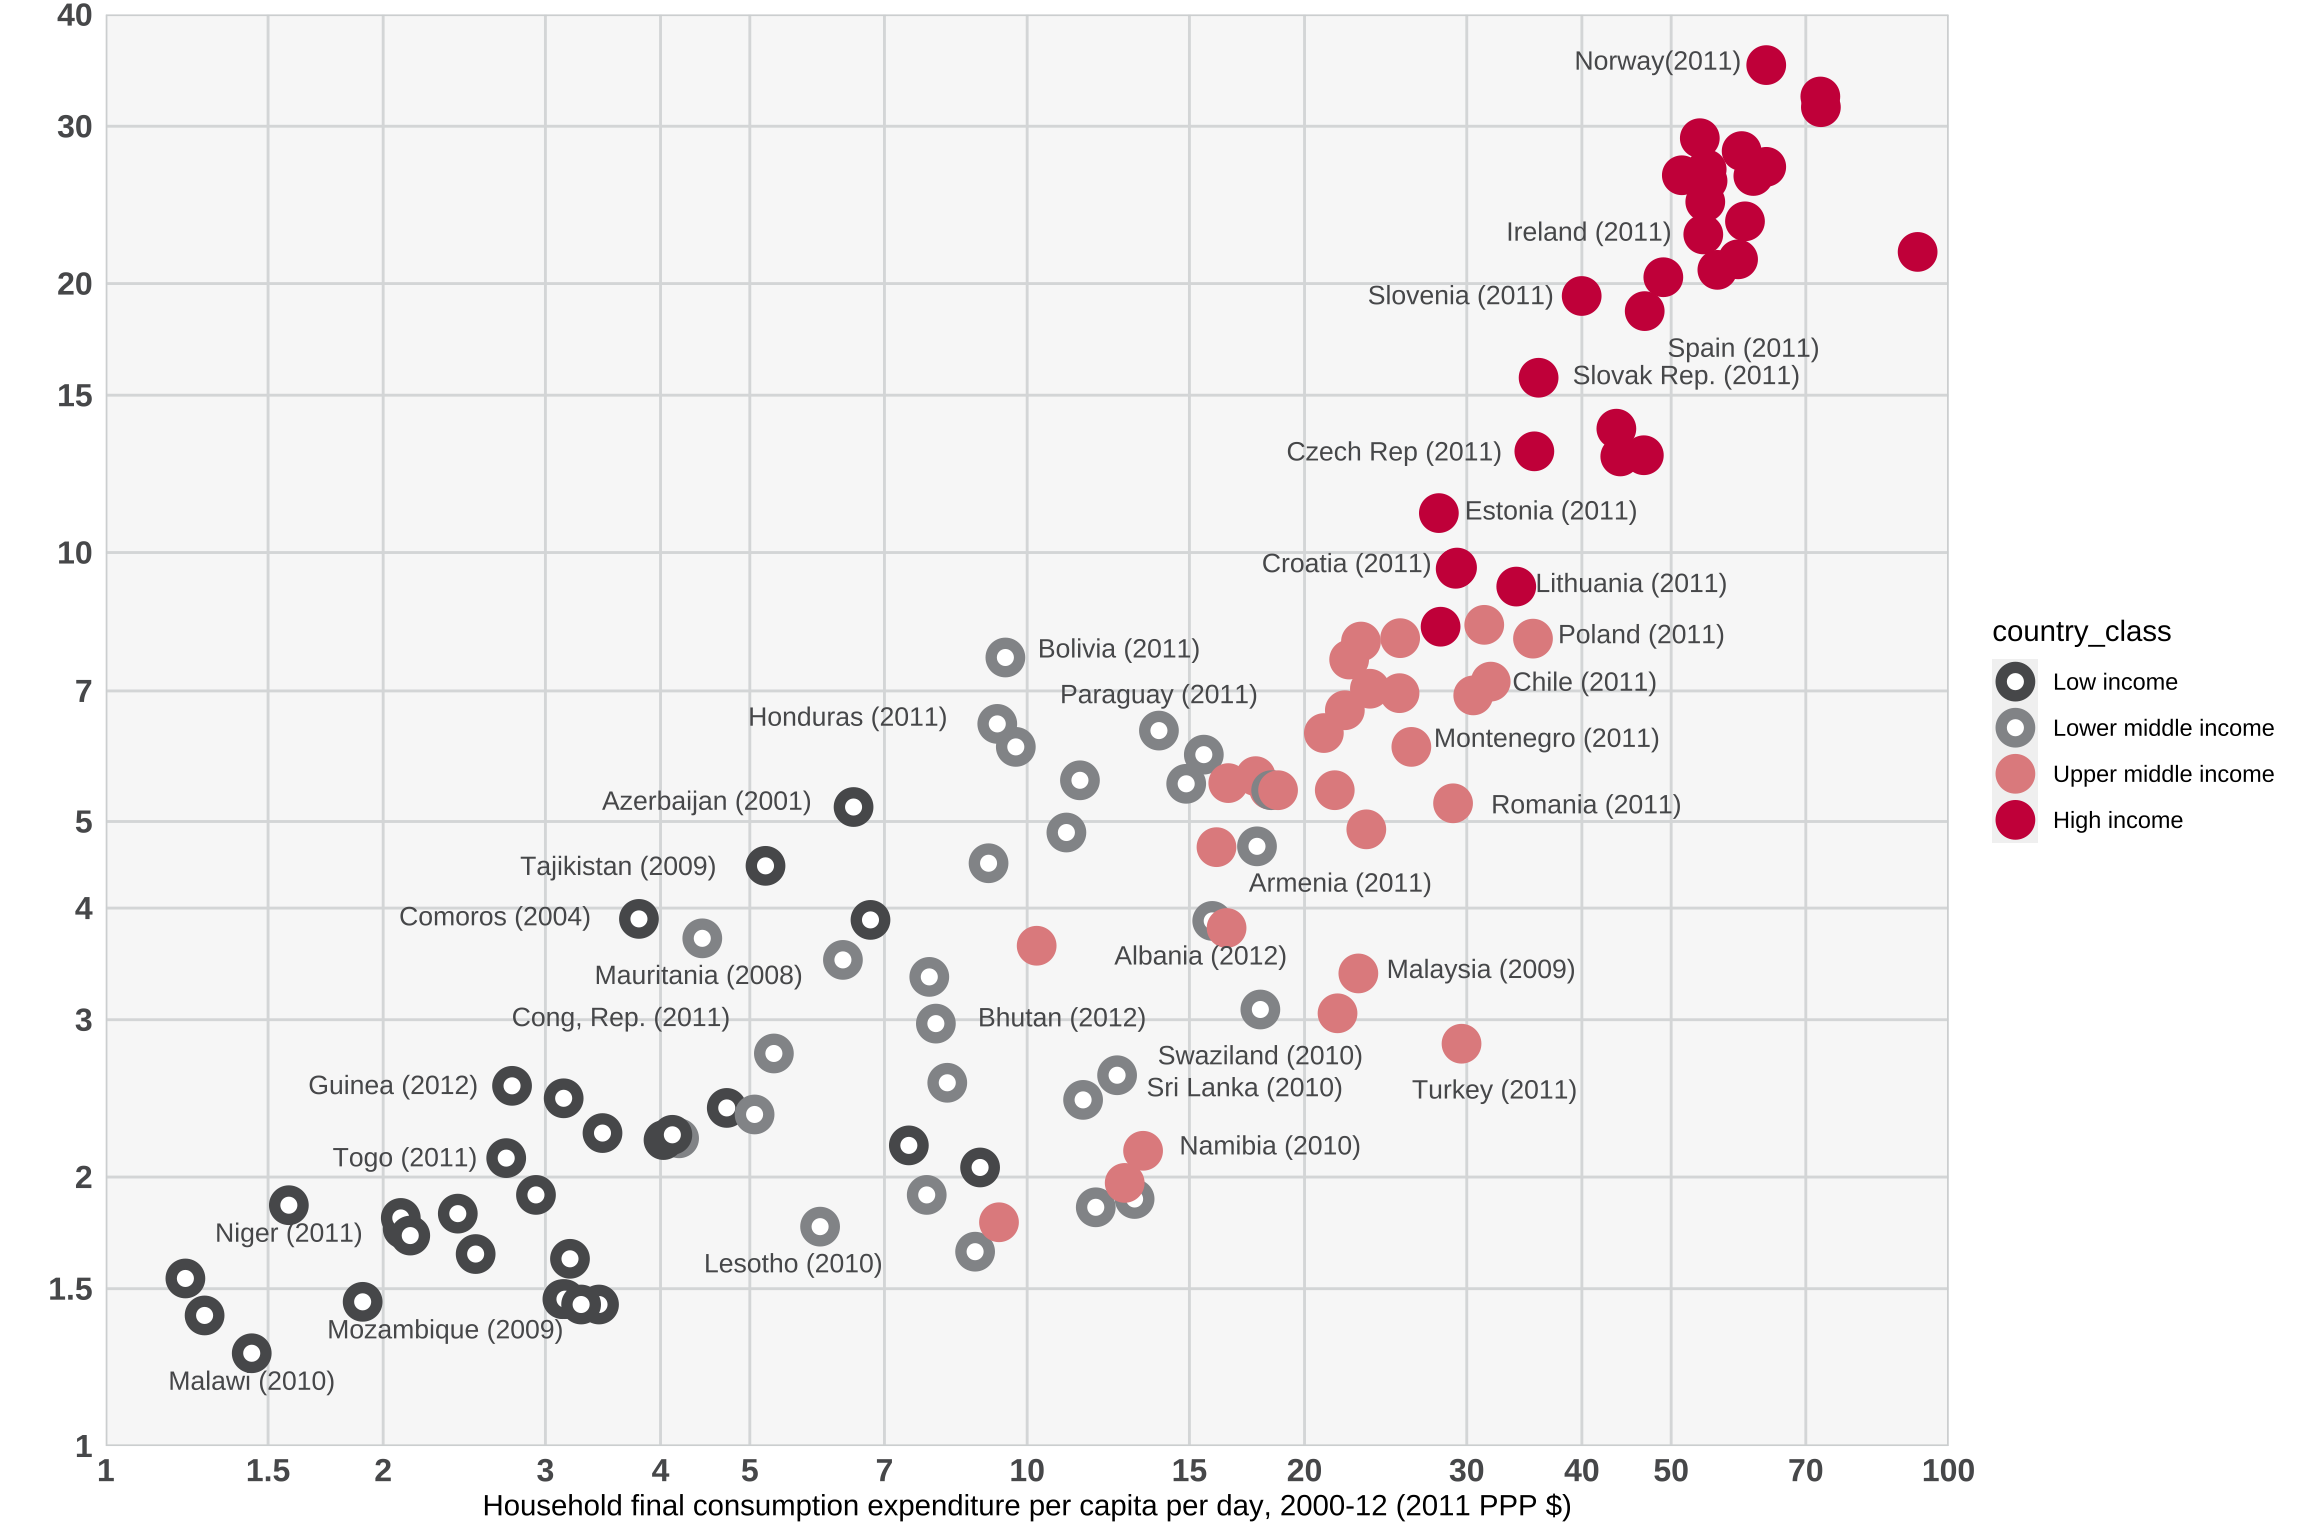 40
Norway(2011)
30
Ireland (2011)
20
Slovenia (2011)
Spain (2011)
Slovak Rep. (2011)
15
Czech Rep (2011)
Estonia (2011)
10
Croatia (2011)
Lithuania (2011)
country_class
Poland (2011)
Bolivia (2011)
Low income
Chile (2011)
7
Paraguay (2011)
Honduras (2011)
Lower middle income
Montenegro (2011)
Upper middle income
Azerbaijan (2001)
Romania (2011)
5
High income
Tajikistan (2009)
Armenia (2011)
4
Comoros (2004)
Albania (2012)
Malaysia (2009)
Mauritania (2008)
3
Cong, Rep. (2011)
Bhutan (2012)
Swaziland (2010)
Guinea (2012)
Sri Lanka (2010)
Turkey (2011)
Namibia (2010)
Togo (2011)
2
Niger (2011)
Lesotho (2010)
1.5
Mozambique (2009)
Malawi (2010)
1
1 1.5 2 3 4 5 7 10 15 20 30 40 50 70 100
Household final consumption expenditure per capita per day, 2000-12 (2011 PPP $)